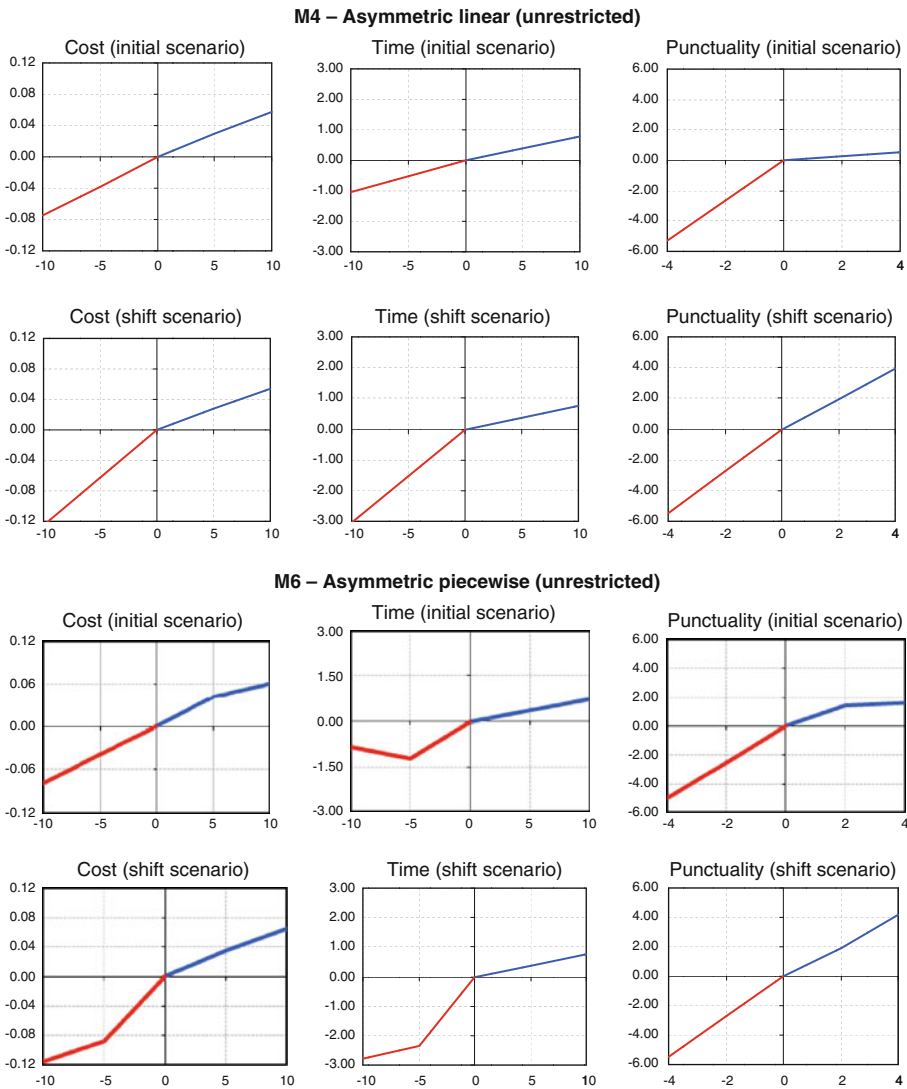 M4 – Asymmetric linear (unrestricted)
Cost (initial scenario) Time (initial scenario) Punctuality (initial scenario)
0.12 3.00 6.00
0.08 2.00 4.00
0.04 1.00 2.00
0.00 0.00 0.00
-0.04 -1.00 -2.00
-0.08 -2.00 -4.00
-0.12 -3.00 -6.00
-10 -5 0 5 10 -10 -5 0 5 10 -4 -2 0 2 4
Cost (shift scenario) Time (shift scenario) Punctuality (shift scenario)
0.12 3.00 6.00
0.08 2.00 4.00
0.04 1.00 2.00
0.00 0.00 0.00
-0.04 -1.00 -2.00
-0.08 -2.00 -4.00
-0.12 -3.00 -6.00
-10 -5 0 5 10 -10 -5 0 5 10 -4 -2 0 2 4
M6 – Asymmetric piecewise (unrestricted)
Cost (initial scenario) Time (initial scenario) Punctuality (initial scenario)
0.12 3.00 6.00
4.00
0.06 1.50 2.00
0.00 0.00 0.00
-0.06 -1.50 -2.00
-4.00
-0.12 -3.00 -6.00
-10 -5 0 5 10 -10 -5 0 5 10 -4 -2 0 2 4
Cost (shift scenario) Time (shift scenario) Punctuality (shift scenario)
0.12 3.00 6.00
0.08 2.00 4.00
0.04 1.00 2.00
0.00 0.00 0.00
-0.04 -1.00 -2.00
-0.08 -2.00 -4.00
-0.12 -3.00 -6.00
-10 -5 0 5 10 -10 -5 0 5 10 -4 -2 0 2 4